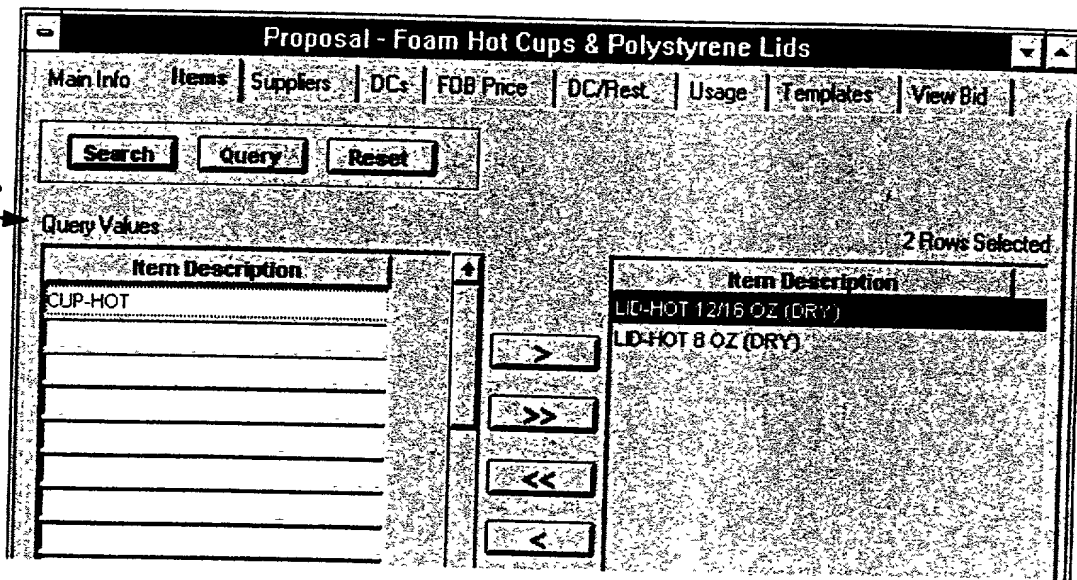 Proposal - Foam Hot Cups & Polystyrene Lids
Main Info Items Suppliers DCs FOB Price DC/Rest. Usage Templates View Bid
Search Query Reset
Query Values
2 Rows Selected
Item Description
CUP-HOT
Item Description
LID-HOT 12/16 OZ (DRY)
LID-HOT 8 OZ (DRY)
>
>>
<<
<